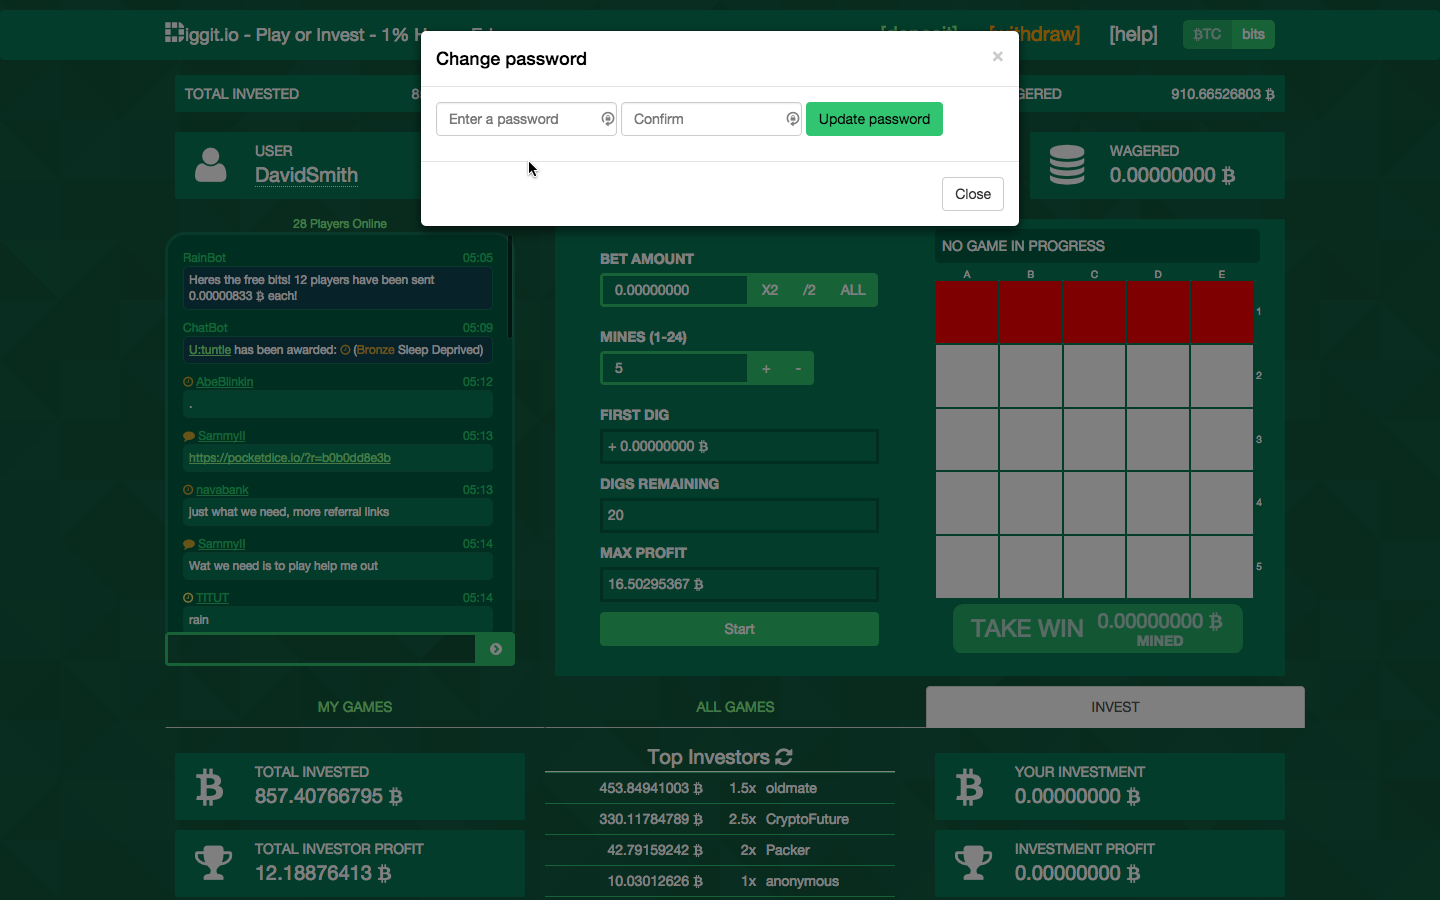 iggit.io - Play or Invest - 1% H
[deposit]
[withdraw]
[help]
BTC
bits
Change password
×
Enter a password
Confirm
Update password
Close
TOTAL INVESTED
8
GERED
910.66526803 ₿
USER
DavidSmith
WAGERED
0.00000000 ₿
28 Players Online
RainBot 05:05
Heres the free bits! 12 players have been sent
0.00000833 ₿ each!
ChatBot 05:09
U:tuntle has been awarded: (Bronze Sleep Deprived)
AbeBlinkin 05:12
.
SammyII 05:13
https://pocketdice.io/?r=b0b0dd8e3b
navabank 05:13
just what we need, more referral links
SammyII 05:14
Wat we need is to play help me out
TITUT 05:14
rain
BET AMOUNT
0.00000000 X2 /2 ALL
MINES (1-24)
5 + -
FIRST DIG
+ 0.00000000 ₿
DIGS REMAINING
20
MAX PROFIT
16.50295367 ₿
Start
NO GAME IN PROGRESS
A B C D E
1
2
3
4
5
TAKE WIN 0.00000000 ₿
MINED
MY GAMES
ALL GAMES
INVEST
TOTAL INVESTED
857.40766795 ₿
TOTAL INVESTOR PROFIT
12.18876413 ₿
Top Investors
453.84941003 ₿ 1.5x oldmate
330.11784789 ₿ 2.5x CryptoFuture
42.79159242 ₿ 2x Packer
10.03012626 ₿ 1x anonymous
YOUR INVESTMENT
0.00000000 ₿
INVESTMENT PROFIT
0.00000000 ₿